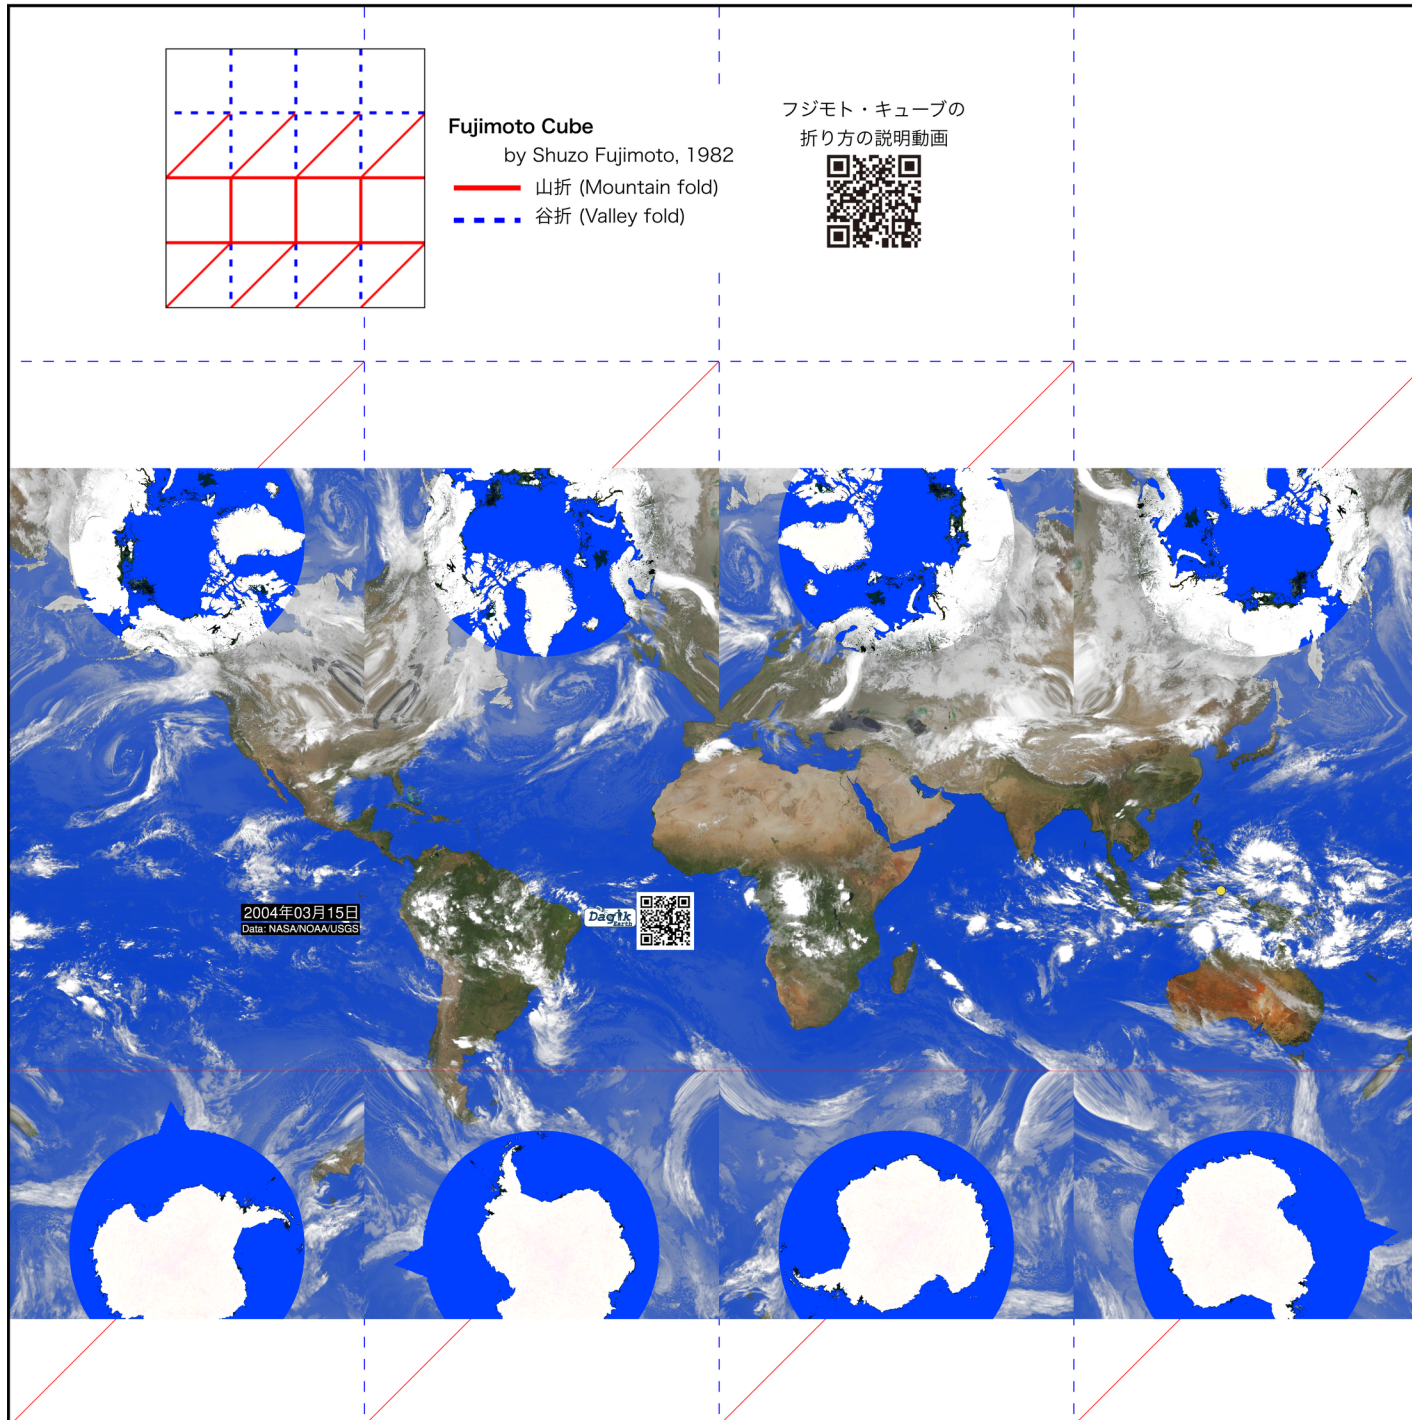 Fujimoto Cube
by Shuzo Fujimoto, 1982
山折 (Mountain fold)
谷折 (Valley fold)
フジモト・キューブの
折り方の説明動画
2004年03月15日
Data: NASA/NOAA/USGS
Dagik
Earth